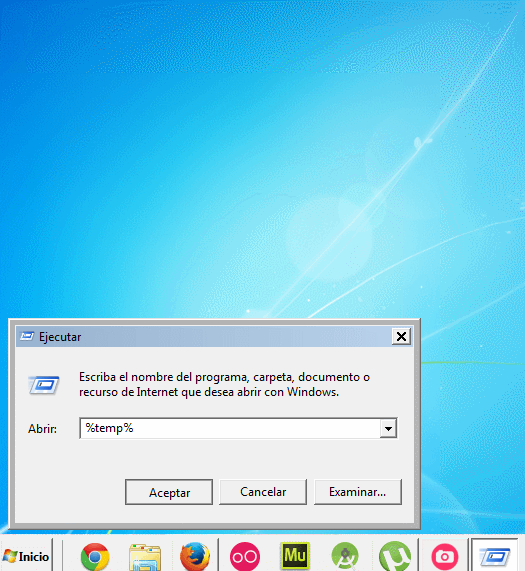 Ejecutar
Escriba el nombre del programa, carpeta, documento o
recurso de Internet que desea abrir con Windows.
Abrir: %temp%
Aceptar Cancelar Examinar...
Inicio Mu